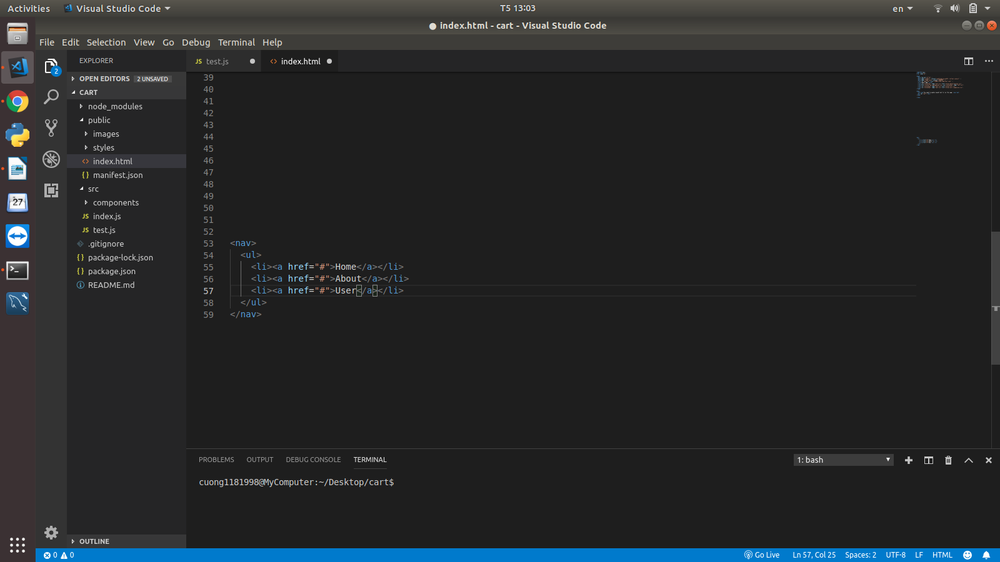 Activities
Visual Studio Code
T5 13:03
en
index.html - cart - Visual Studio Code
File Edit Selection View Go Debug Terminal Help
2
EXPLORER
OPEN EDITORS 2 UNSAVED
CART
node_modules
public
images
styles
<> index.html
{} manifest.json
src
components
JS index.js
JS test.js
.gitignore
{} package-lock.json
{} package.json
README.md
OUTLINE
27
JS test.js
<> index.html
39
40
41
42
43
44
45
46
47
48
49
50
51
52
53 <nav>
54 <ul>
55 <li><a href="#">Home</a></li>
56 <li><a href="#">About</a></li>
57 <li><a href="#">User</a></li>
58 </ul>
59 </nav>
PROBLEMS OUTPUT DEBUG CONSOLE TERMINAL
1: bash
cuong1181998@MyComputer:~/Desktop/cart$
0 0
Go Live Ln 57, Col 25 Spaces: 2 UTF-8 LF HTML